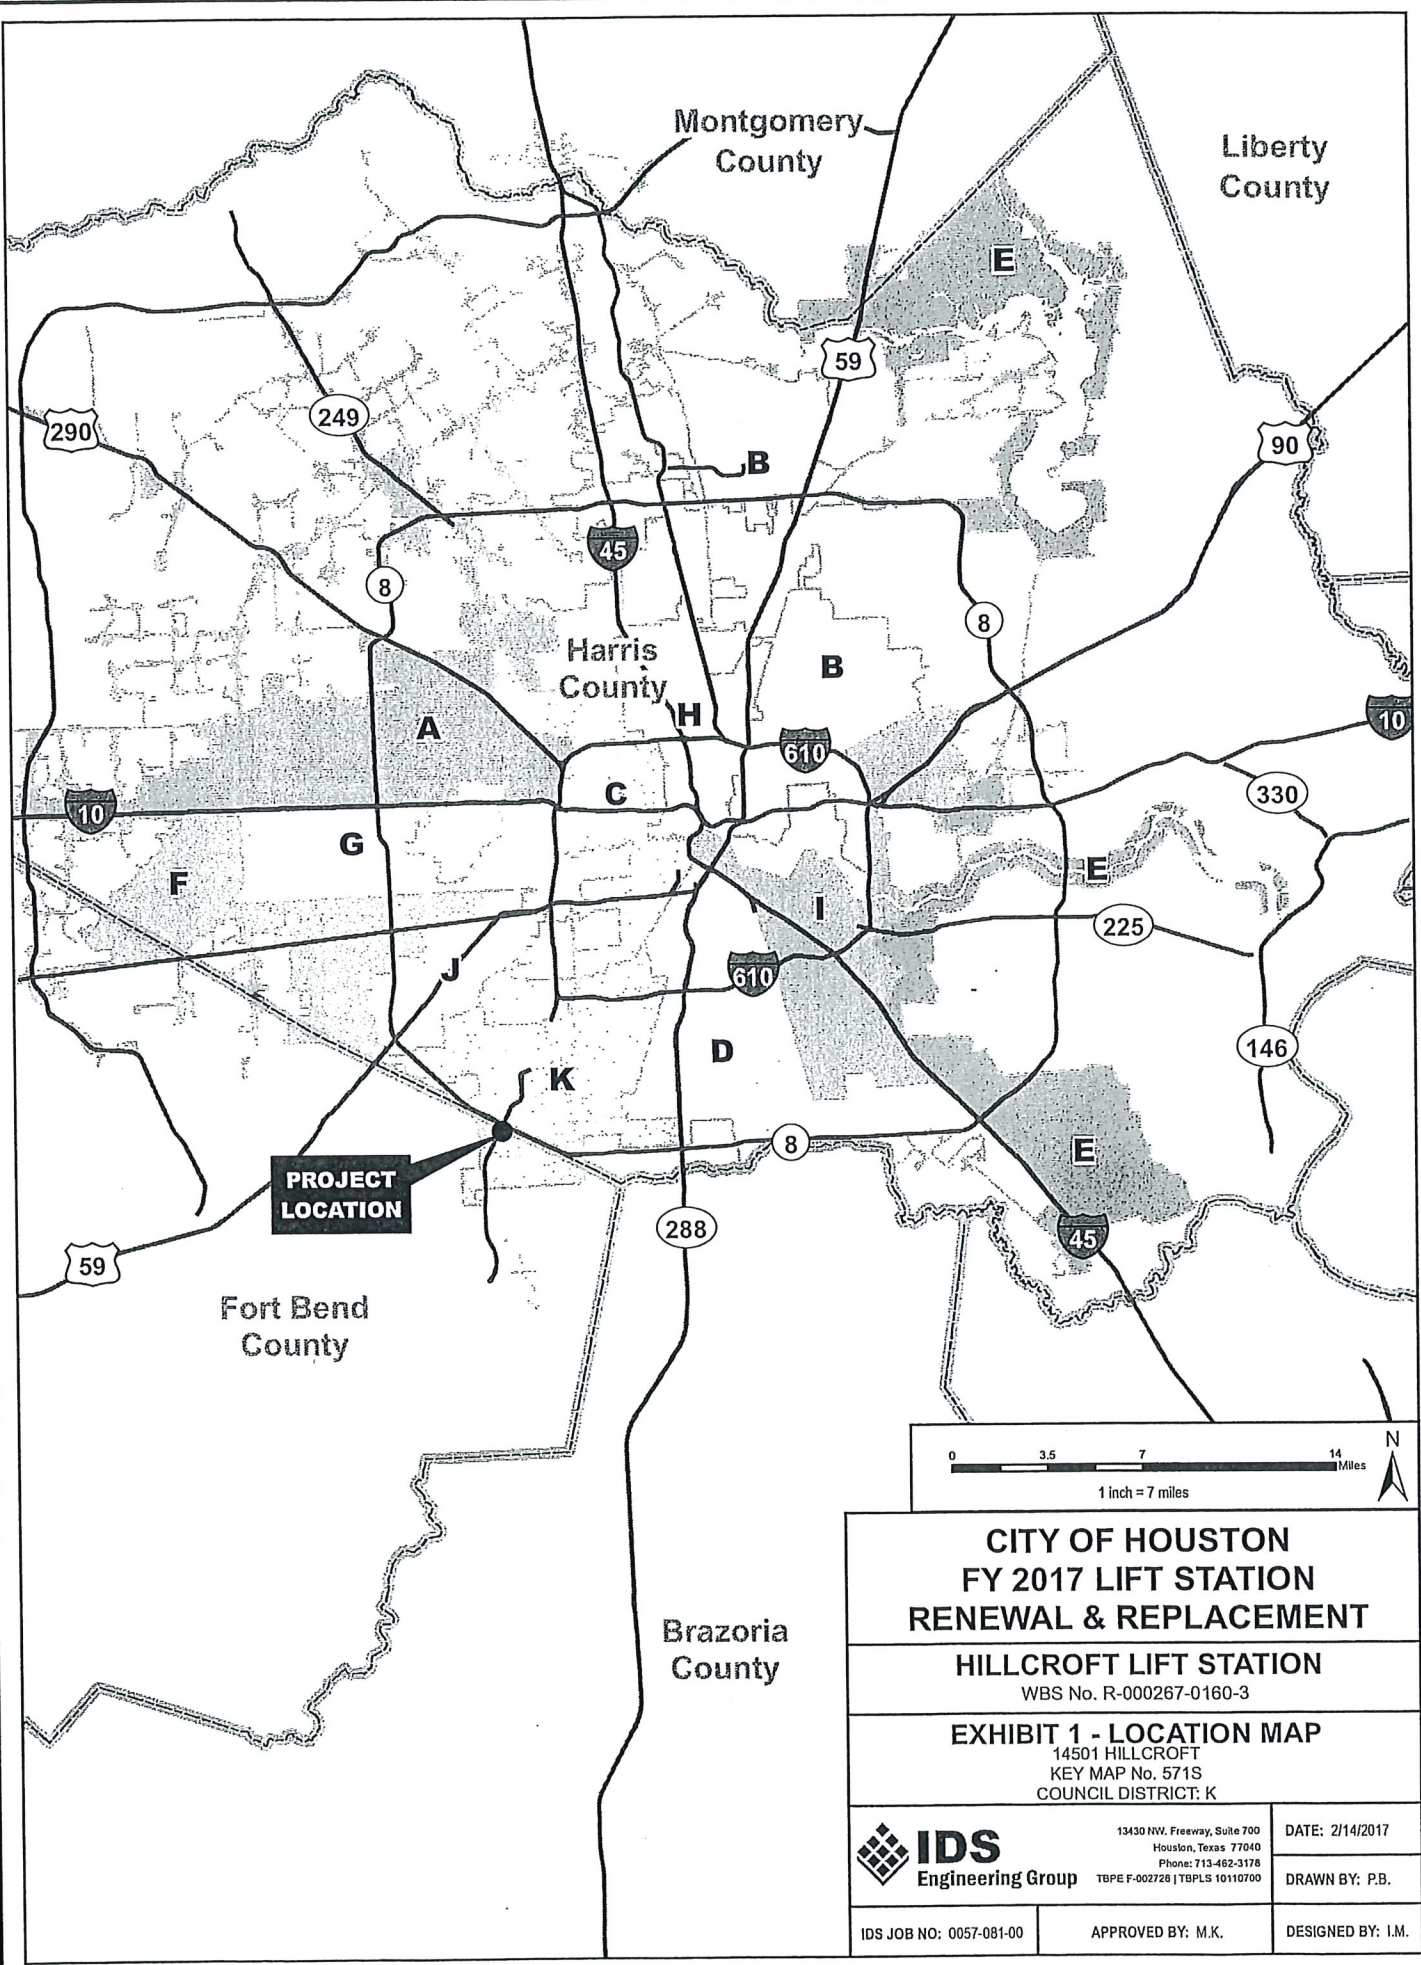 Montgomery
County
Liberty
County
E
59
290
249
90
B
45
8
8
Harris
County
B
H
A
610
10
C
10
330
G
F
E
I
225
J
610
D
146
K
8
E
PROJECT
LOCATION
288
45
59
Fort Bend
County
0 3.5 7 14
Miles
N
1 inch = 7 miles
CITY OF HOUSTON
FY 2017 LIFT STATION
RENEWAL & REPLACEMENT
Brazoria
County
HILLCROFT LIFT STATION
WBS No. R-000267-0160-3
EXHIBIT 1 - LOCATION MAP
14501 HILLCROFT
KEY MAP No. 571S
COUNCIL DISTRICT: K
IDS
Engineering Group
13430 NW. Freeway, Suite 700
Houston, Texas 77040
Phone: 713-462-3178
TBPE F-002726 | TBPLS 10110700
DATE: 2/14/2017
DRAWN BY: P.B.
IDS JOB NO: 0057-081-00
APPROVED BY: M.K.
DESIGNED BY: I.M.